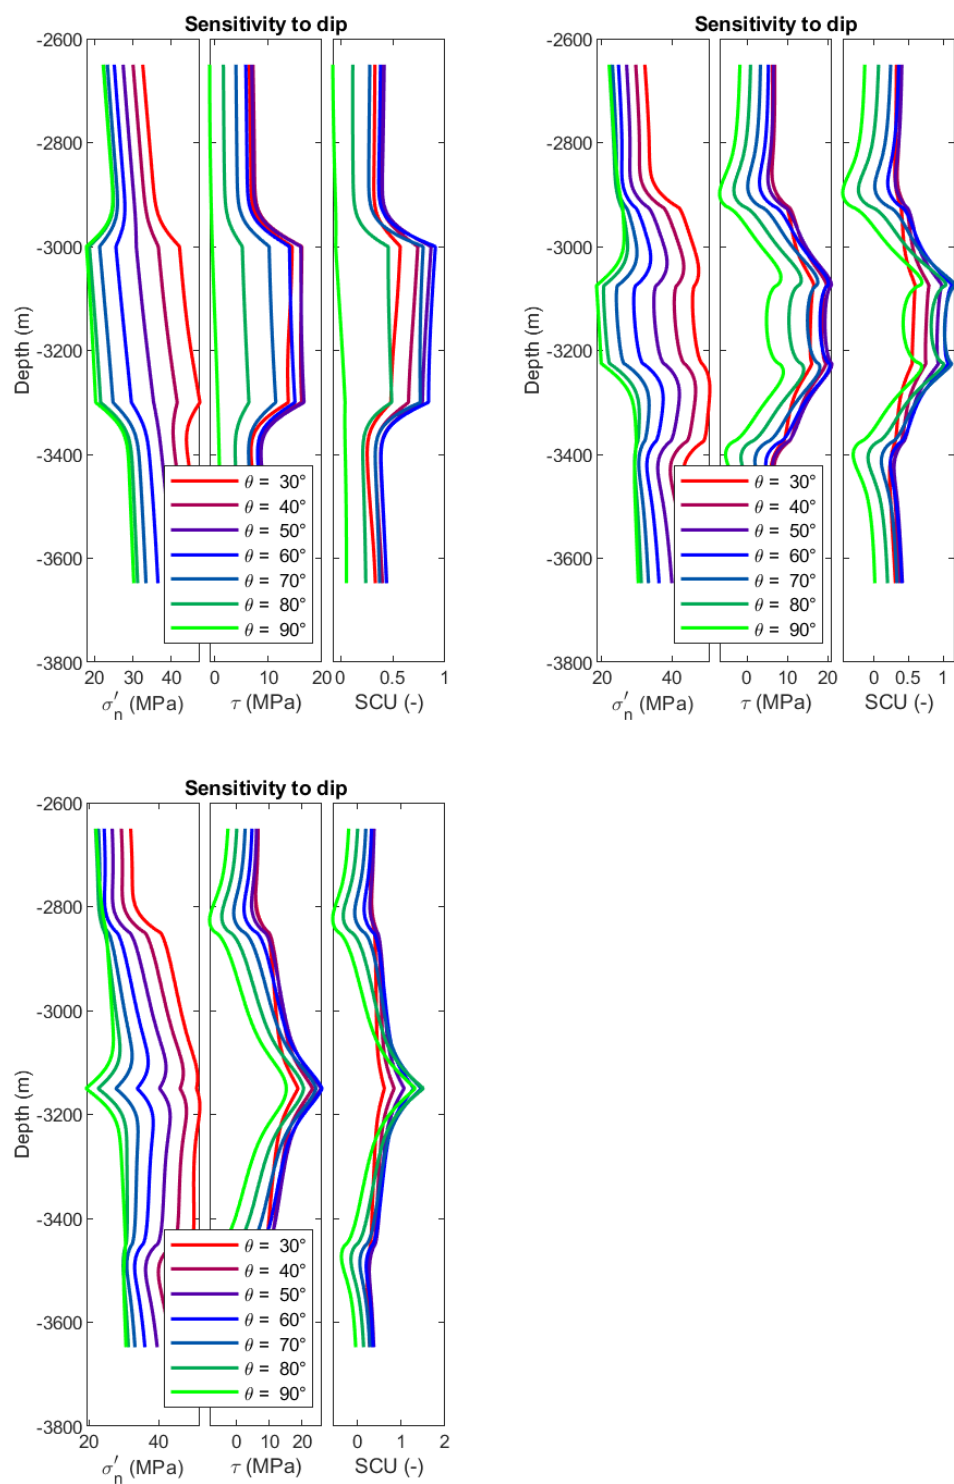 Sensitivity to dip
-2600
-2800
-3000
-3200
-3400
-3600
-3800
Depth (m)
20 40
σ′n (MPa)
0 10 20
τ (MPa)
0 0.5 1
SCU (-)
θ = 30°
θ = 40°
θ = 50°
θ = 60°
θ = 70°
θ = 80°
θ = 90°
Sensitivity to dip
-2600
-2800
-3000
-3200
-3400
-3600
-3800
Depth (m)
20 40
σ′n (MPa)
0 10 20
τ (MPa)
0 0.5 1
SCU (-)
θ = 30°
θ = 40°
θ = 50°
θ = 60°
θ = 70°
θ = 80°
θ = 90°
Sensitivity to dip
-2600
-2800
-3000
-3200
-3400
-3600
-3800
Depth (m)
20 40
σ′n (MPa)
0 10 20
τ (MPa)
0 1 2
SCU (-)
θ = 30°
θ = 40°
θ = 50°
θ = 60°
θ = 70°
θ = 80°
θ = 90°